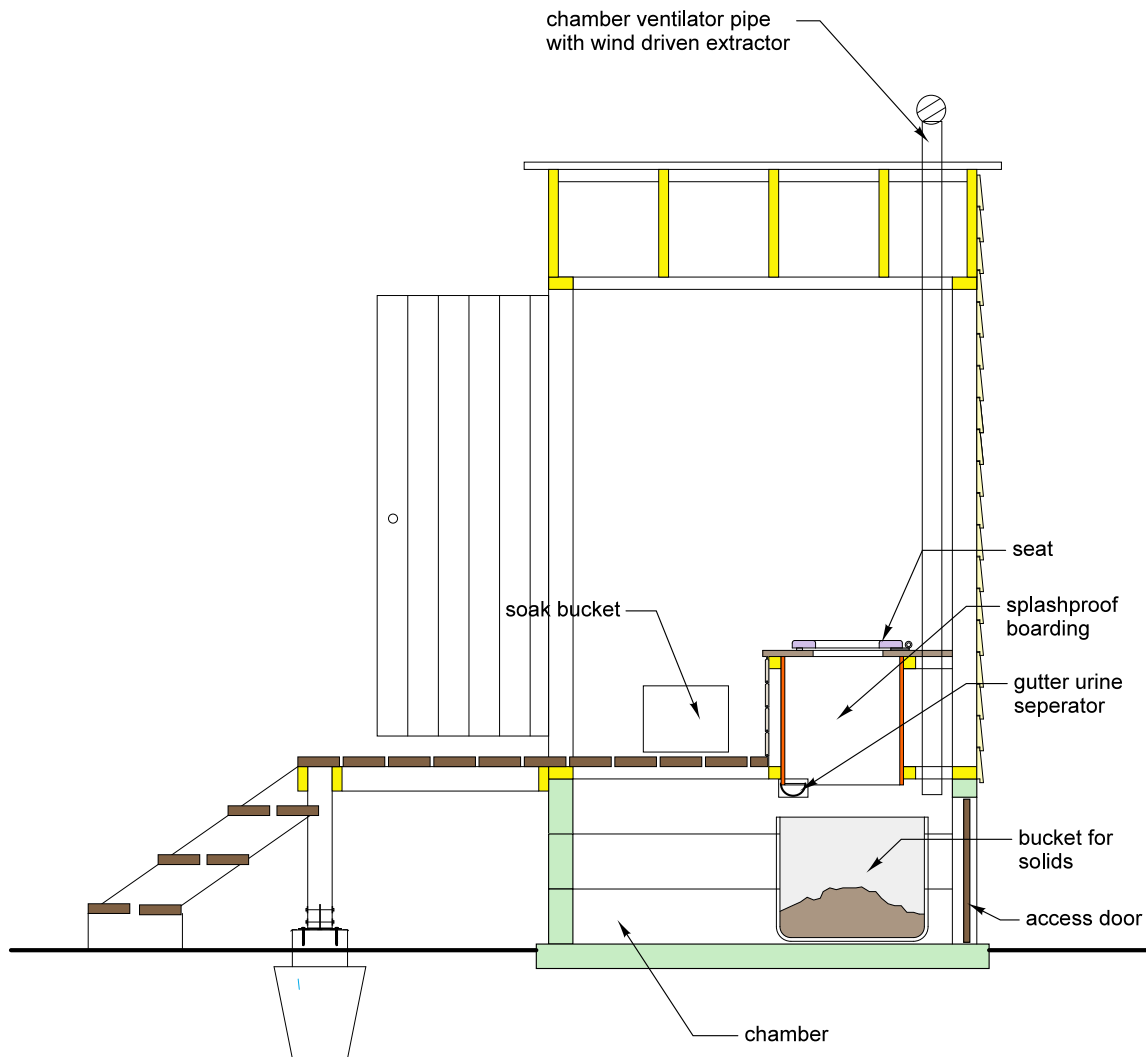 chamber ventilator pipe
with wind driven extractor
seat
soak bucket
splashproof
boarding
gutter urine
seperator
bucket for
solids
access door
chamber